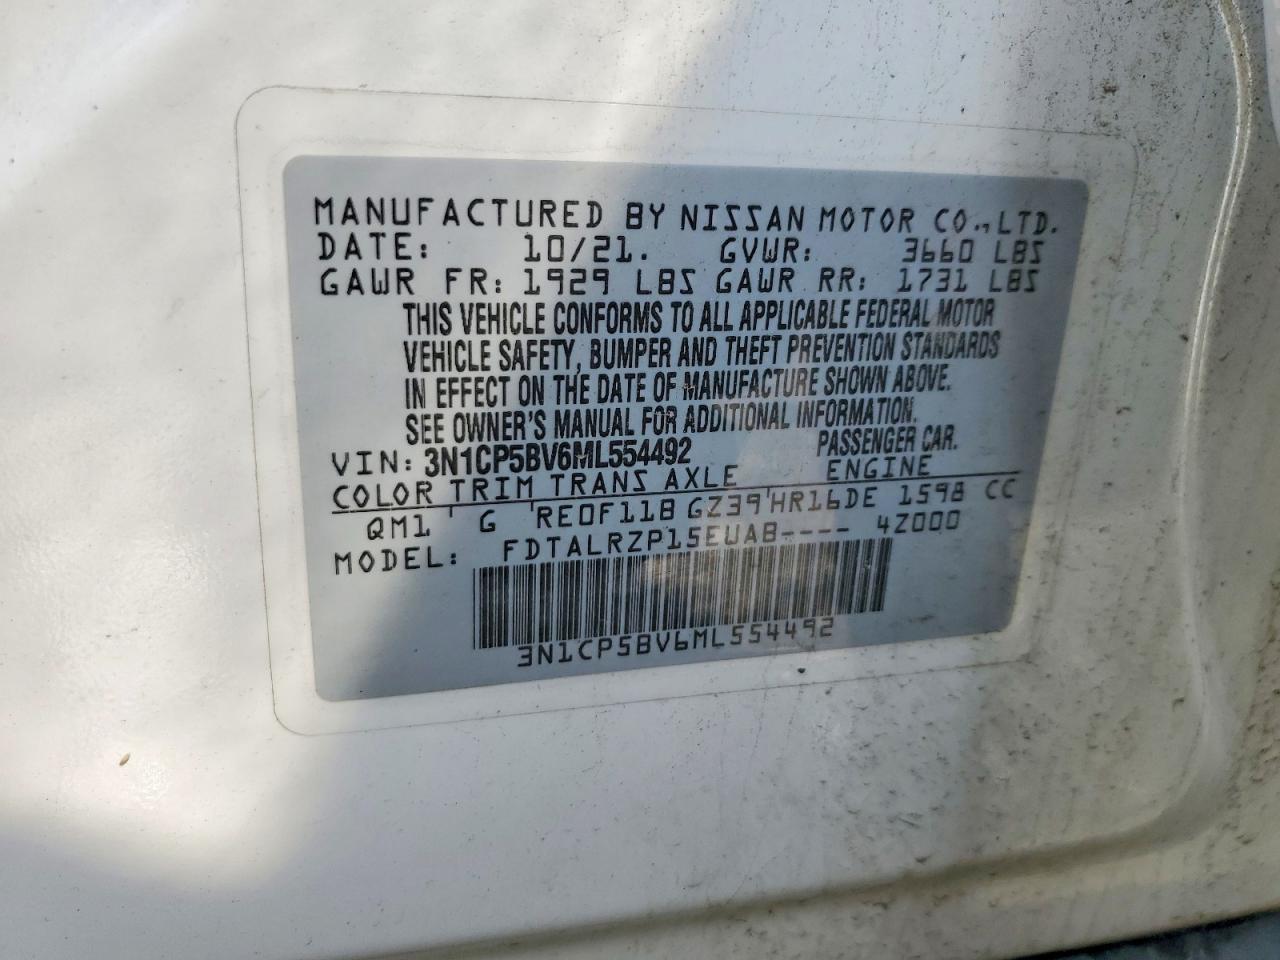 MANUFACTURED BY NISSAN MOTOR CO.,LTD.
DATE: 10/21. GVWR: 3660 LBS
GAWR FR: 1929 LBS GAWR RR: 1731 LBS
THIS VEHICLE CONFORMS TO ALL APPLICABLE FEDERAL MOTOR
VEHICLE SAFETY, BUMPER AND THEFT PREVENTION STANDARDS
IN EFFECT ON THE DATE OF MANUFACTURE SHOWN ABOVE.
SEE OWNER'S MANUAL FOR ADDITIONAL INFORMATION.
VIN: 3N1CP5BV6ML554492 PASSENGER CAR.
COLOR TRIM TRANS AXLE ENGINE
QM1 ' G ' RE0F11B GZ39'HR16DE 1598 CC
MODEL: FDTALRZP15EUAB---- 4Z000
3N1CP5BV6ML554492